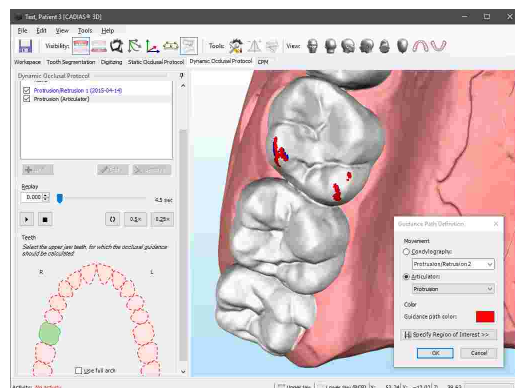 Test, Patient 3 [CADIAS® 3D]
File Edit View Tools Help
Visibility: Tools: View:
Workspace Tooth Segmentation Digitizing Static Occlusal Protocol Dynamic Occlusal Protocol CPM
Dynamic Occlusal Protocol
Protrusion/Retrusion 1 (2015-04-14)
Protrusion (Articulator)
Replay
0.000 4.5 sec
0.5x 0.25x
Teeth
Select the upper jaw teeth, for which the occlusal guidance should be calculated
R L
Use full arch
Guidance Path Definition
Movement
Condylography:
Protrusion/Retrusion 2
Articulator:
Protrusion
Color
Guidance path color:
Specify Region of Interest >>
OK Cancel